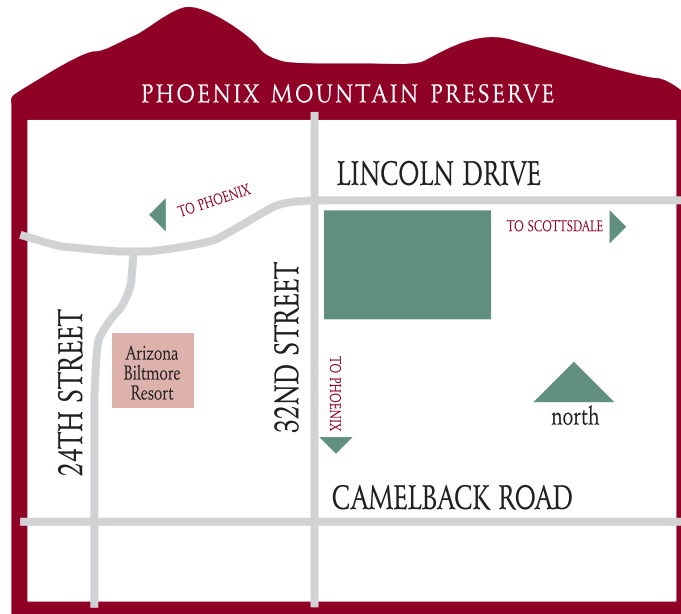 PHOENIX MOUNTAIN PRESERVE
LINCOLN DRIVE
TO PHOENIX
TO SCOTTSDALE
32ND STREET
24TH STREET
Arizona
Biltmore
Resort
TO PHOENIX
north
CAMELBACK ROAD